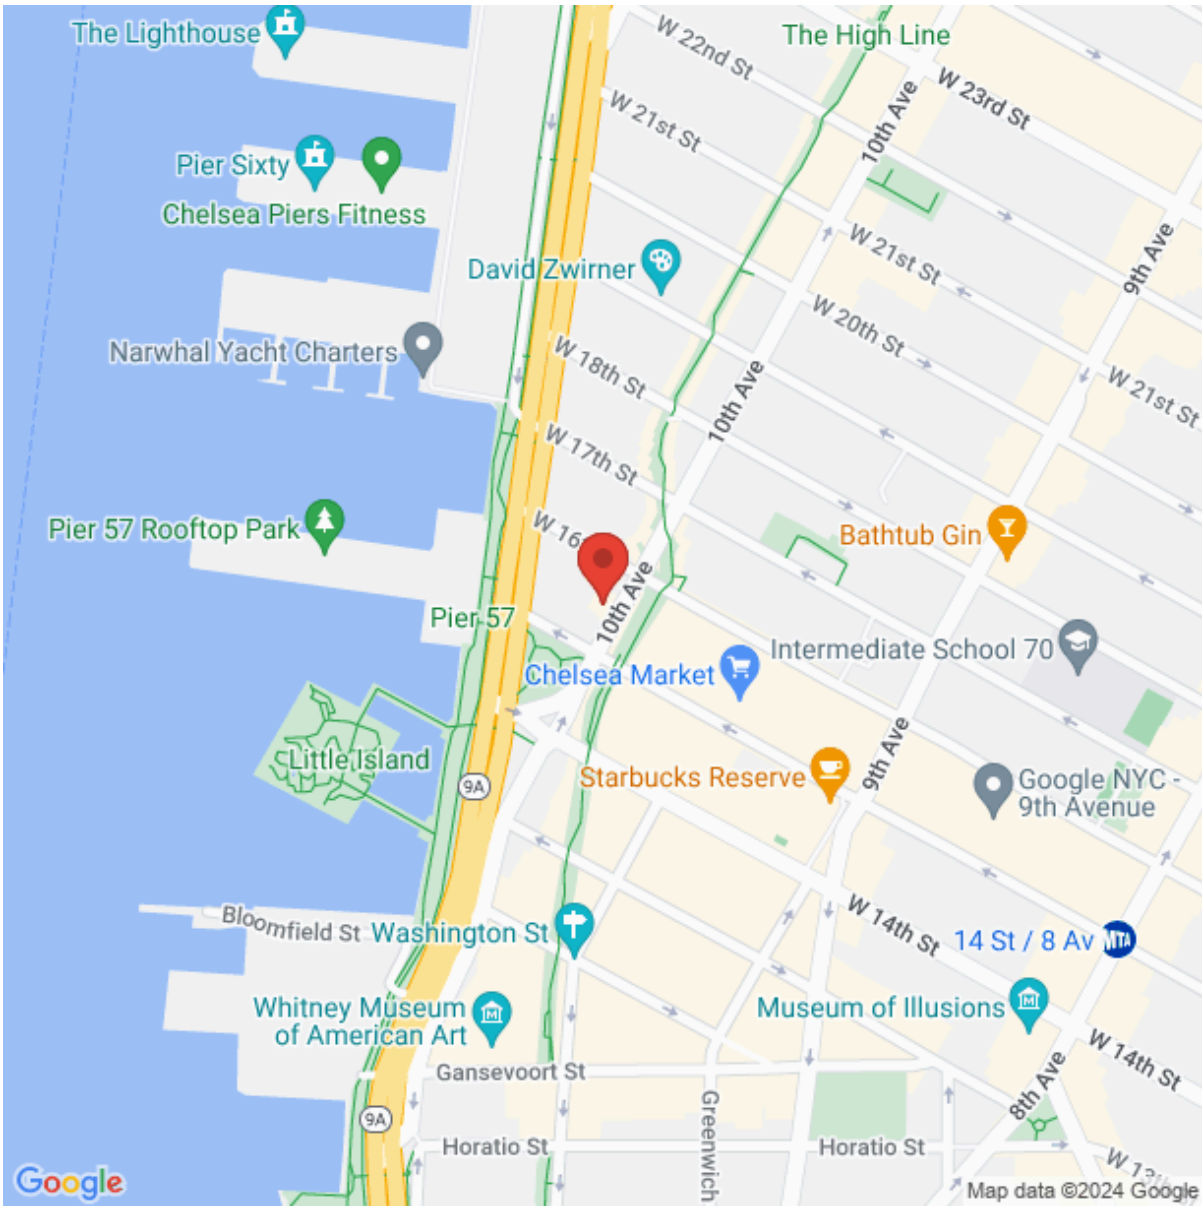 The Lighthouse
The High Line
W 22nd St
W 23rd St
W 21st St
10th Ave
Pier Sixty
Chelsea Piers Fitness
David Zwirner
W 21st St
9th Ave
W 20th St
Narwhal Yacht Charters
W 18th St
10th Ave
W 21st St
W 17th St
Pier 57 Rooftop Park
W 16
Bathtub Gin
10th Ave
Pier 57
Intermediate School 70
Chelsea Market
Little Island
9th Ave
Starbucks Reserve
Google NYC -
9th Avenue
9A
Bloomfield St
Washington St
W 14th St
14 St / 8 Av
MTA
Whitney Museum
of American Art
Museum of Illusions
W 14th St
Gansevoort St
8th Ave
Greenwich
9A
Horatio St
Horatio St
W 13th St
Google
Map data ©2024 Google